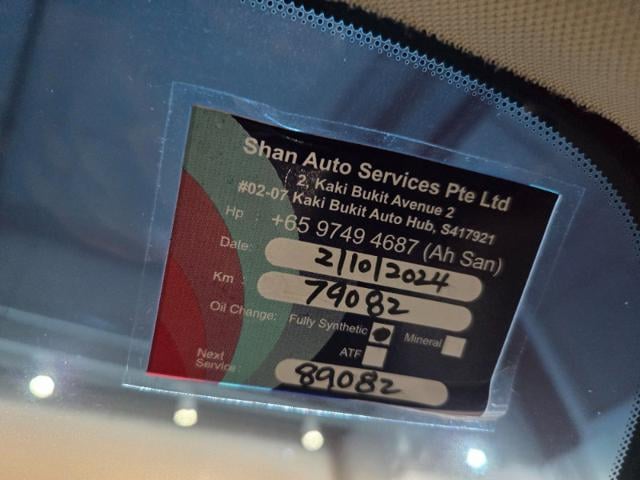 Shan Auto Services Pte Ltd
2, Kaki Bukit Avenue 2
#02-07 Kaki Bukit Auto Hub, S417921
Hp : +65 9749 4687 (Ah San)
Date: 2/10/2024
Km : 79082
Oil Change: Fully Synthetic Mineral
ATF
Next
Service: 89082